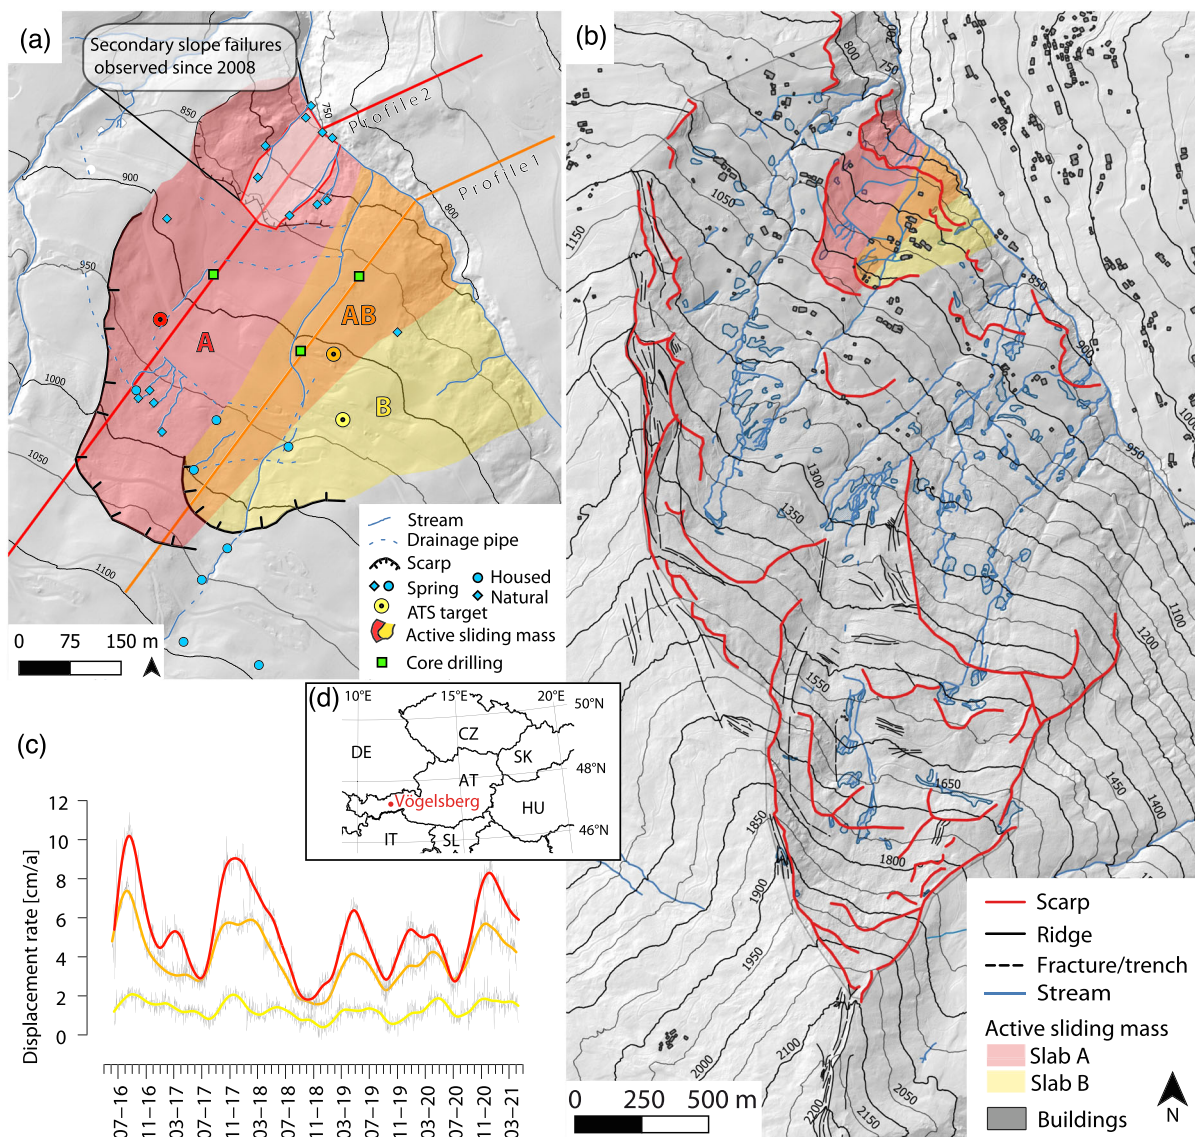 (a)
Secondary slope failures
observed since 2008
Profile 2
Profile 1
750
850
800
900
950
1000
1050
1100
A
AB
B
Stream
Drainage pipe
Scarp
Spring
Housed
Natural
ATS target
Active sliding mass
Core drilling
0 75 150 m
(b)
700
800
750
1050
1150
850
900
950
1000
1300
1350
1100
1200
1550
1650
1450
1400
1850
1800
1900
1950
2000
2100
2200
2050
2150
0 250 500 m
Scarp
Ridge
Fracture/trench
Stream
Active sliding mass
Slab A
Slab B
Buildings
N
(c)
Displacement rate [cm/a]
12
10
8
6
4
2
0
07–16
11–16
03–17
07–17
11–17
03–18
07–18
11–18
03–19
07–19
11–19
03–20
07–20
11–20
03–21
(d)
10°E
15°E
20°E
50°N
48°N
46°N
DE
CZ
SK
AT
HU
IT
SL
Vögelsberg